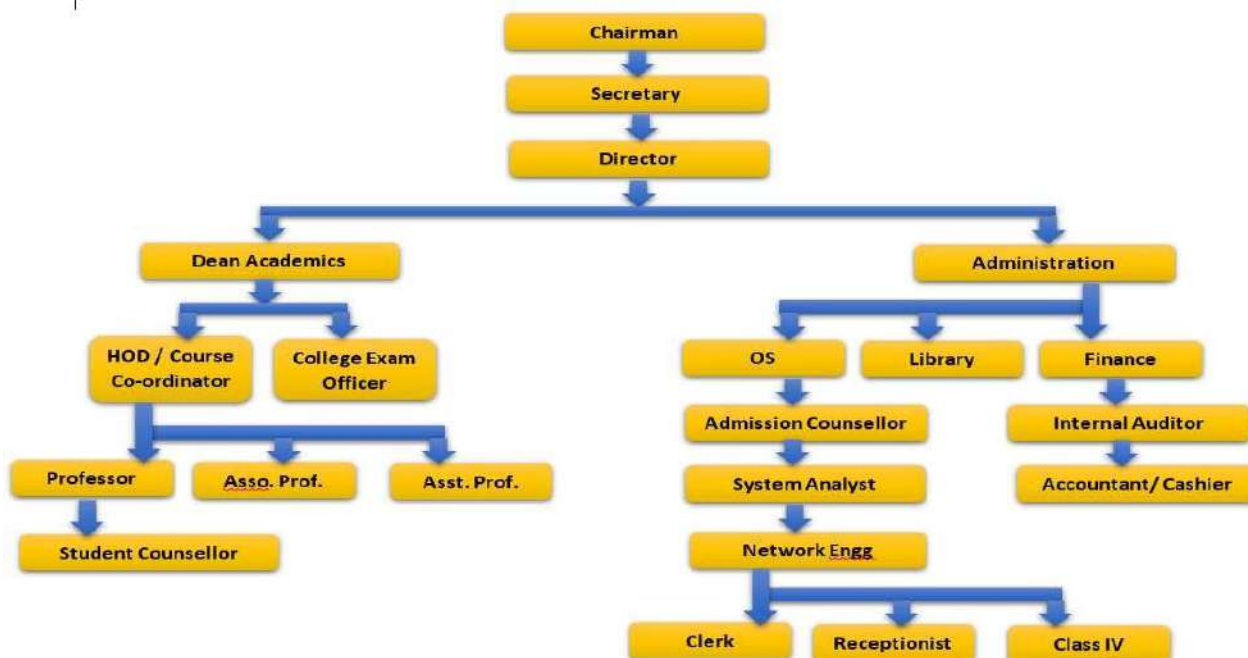 Chairman
Secretary
Director
Dean Academics
Administration
HOD / Course
Co-ordinator
College Exam
Officer
OS
Library
Finance
Admission Counsellor
Internal Auditor
Professor
Asso. Prof.
Asst. Prof.
System Analyst
Accountant/ Cashier
Student Counsellor
Network Engg
Clerk
Receptionist
Class IV